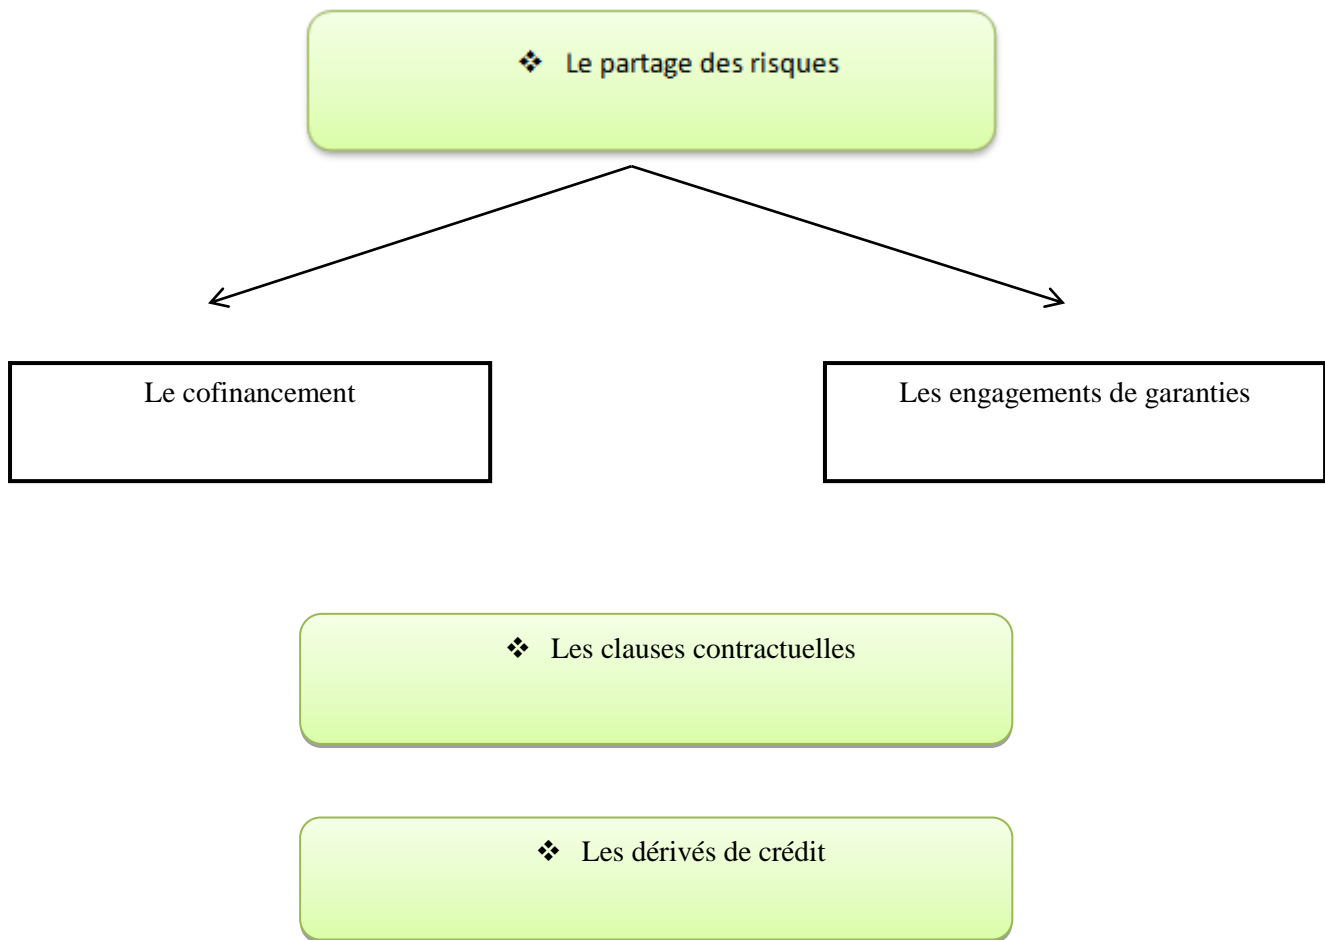 ❖ Le partage des risques
Le cofinancement
Les engagements de garanties
❖ Les clauses contractuelles
❖ Les dérivés de crédit